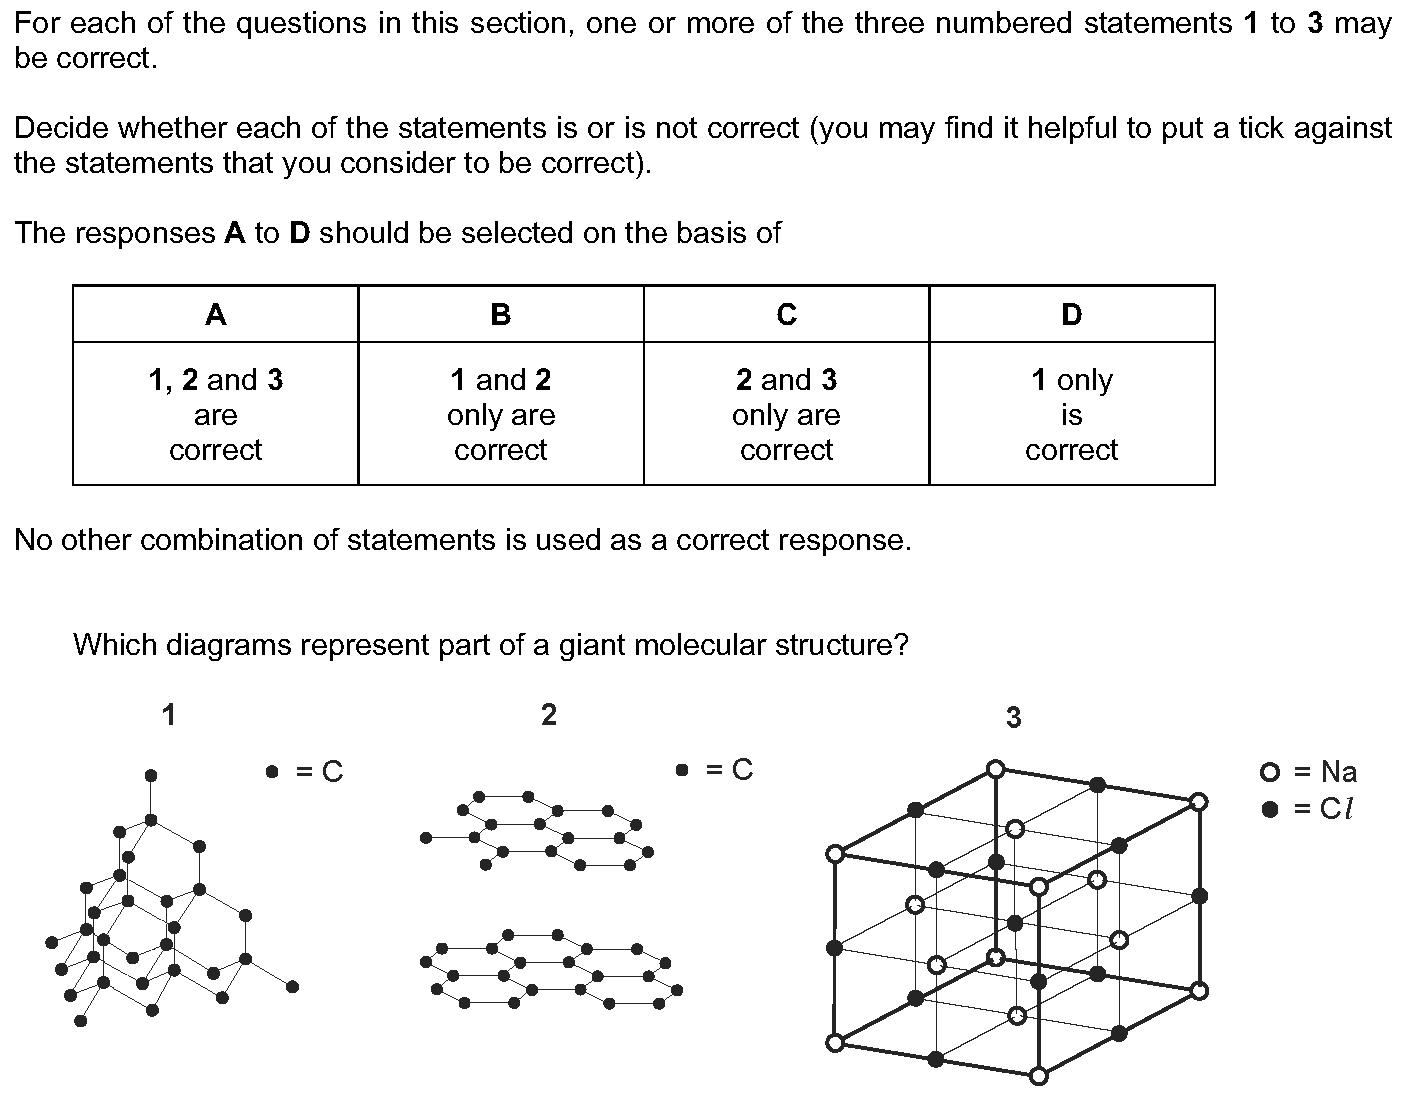 For each of the questions in this section, one or more of the three numbered statements 1 to 3 may
be correct.
Decide whether each of the statements is or is not correct (you may find it helpful to put a tick against
the statements that you consider to be correct).
The responses A to D should be selected on the basis of
A B C D
1, 2 and 3 1 and 2 2 and 3 1 only
are only are only are is
correct correct correct correct
No other combination of statements is used as a correct response.
Which diagrams represent part of a giant molecular structure?
1 2 3
= C = C = Na
= Cl